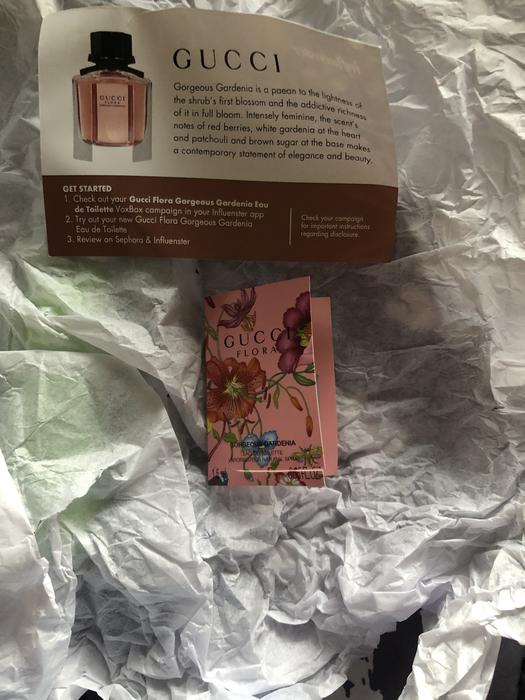 GUCCI
Gorgeous Gardenia is a paean to the lightness of
the shrub's first blossom and the addictive richness
of it in full bloom. Intensely feminine, the scent's
notes of red berries, white gardenia at the heart
and patchouli and brown sugar at the base makes
a contemporary statement of elegance and beauty.
GUCCI
FLORA
GET STARTED
1. Check out your Gucci Flora Gorgeous Gardenia Eau
de Toilette VoxBox campaign in your Influenster app
2. Try out your new Gucci Flora Gorgeous Gardenia
Eau de Toilette
3. Review on Sephora & Influenster
Check your campaign
for important instructions
regarding disclosure.
GUCCI
FLORA
GORGEOUS GARDENIA
EAU DE TOILETTE